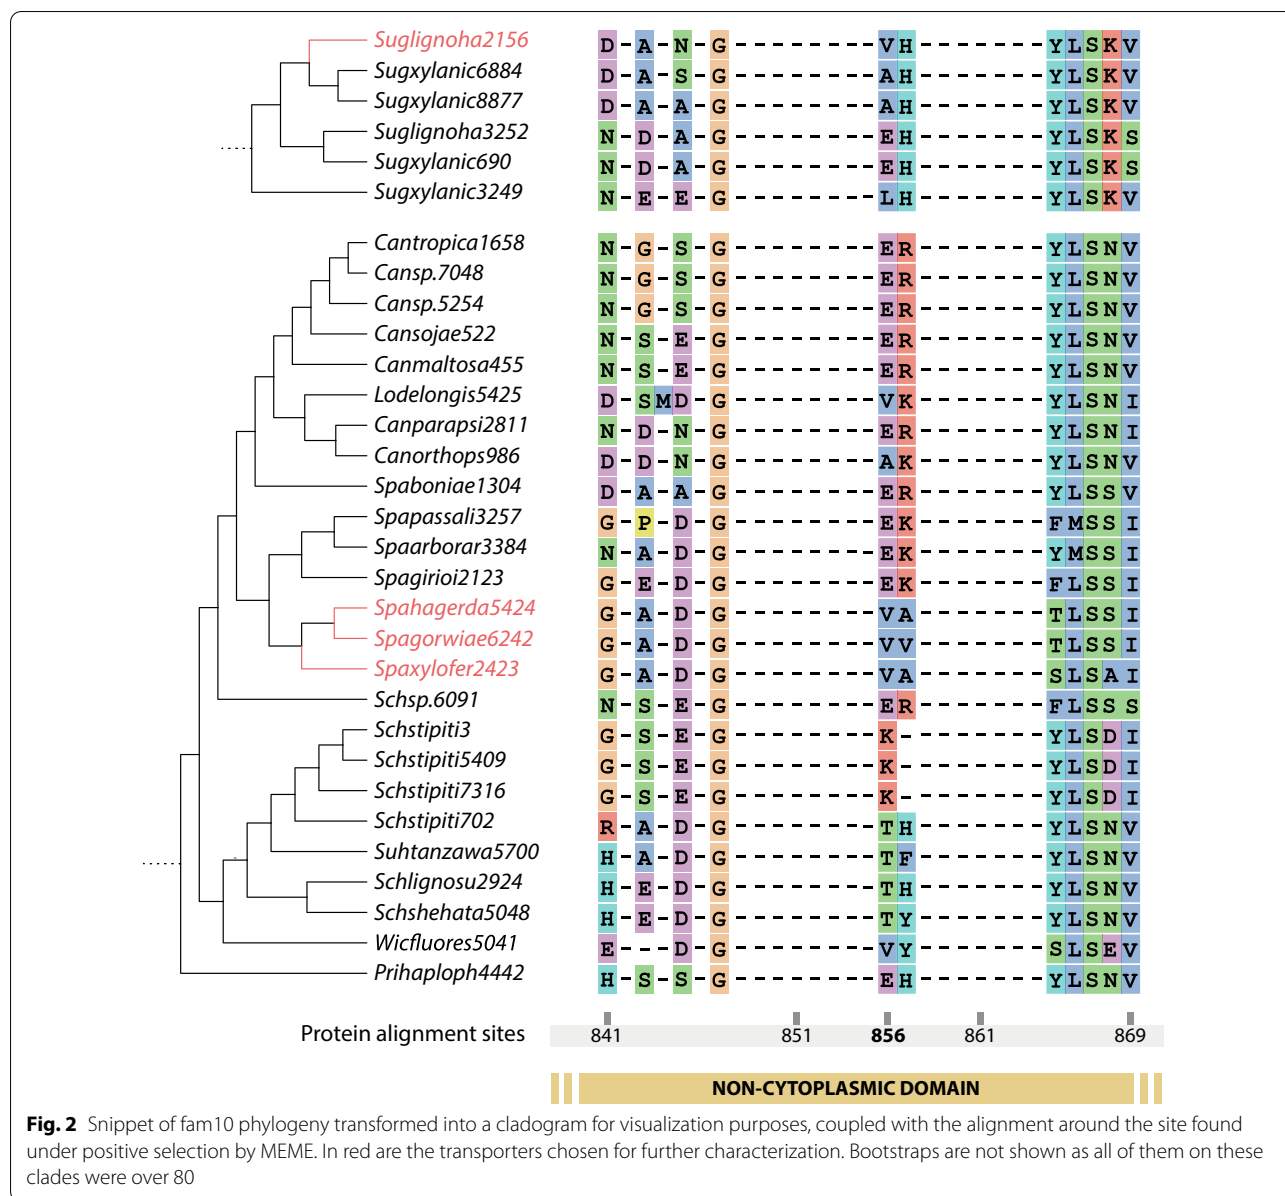 Suglignoha2156 D-A-N-G--------VH-------YLSKV
Sugxylanic6884 D-A-S-G--------AH-------YLSKV
Sugxylanic8877 D-A-A-G--------AH-------YLSKV
Suglignoha3252 N-D-A-G--------EH-------YLSKS
Sugxylanic690 N-D-A-G--------EH-------YLSKS
Sugxylanic3249 N-E-E-G--------LH-------YLSKV
Cantropica1658 N-G-S-G--------ER-------YLSNV
Cansp.7048 N-G-S-G--------ER-------YLSNV
Cansp.5254 N-G-S-G--------ER-------YLSNV
Cansojae522 N-S-E-G--------ER-------YLSNV
Canmaltosa455 N-S-E-G--------ER-------YLSNV
Lodelongis5425 D-SMD-G--------VK-------YLSNI
Canparapsi2811 N-D-N-G--------ER-------YLSNI
Canorthops986 D-D-N-G--------AK-------YLSNV
Spaboniae1304 D-A-A-G--------ER-------YLSSV
Spapassali3257 G-P-D-G--------EK-------FMSSI
Spaarborar3384 N-A-D-G--------EK-------YMSSI
Spagirioi2123 G-E-D-G--------EK-------FLSSI
Spahagerda5424 G-A-D-G--------VA-------TLSSI
Spagorwiae6242 G-A-D-G--------VV-------TLSSI
Spaxylofer2423 G-A-D-G--------VA-------SLSAI
Schsp.6091 N-S-E-G--------ER-------FLSSS
Schstipiti3 G-S-E-G--------K--------YLSDI
Schstipiti5409 G-S-E-G--------K--------YLSDI
Schstipiti7316 G-S-E-G--------K--------YLSDI
Schstipiti702 R-A-D-G--------TH-------YLSNV
Suhtanzawa5700 H-A-D-G--------TF-------YLSNV
Schlignosu2924 H-E-D-G--------TH-------YLSNV
Schshehata5048 H-E-D-G--------TY-------YLSNV
Wicfluores5041 E---D-G--------VY-------SLSEV
Prihaploph4442 H-S-S-G--------EH-------YLSNV
Protein alignment sites 841 851 856 861 869
NON-CYTOPLASMIC DOMAIN
Fig. 2 Snippet of fam10 phylogeny transformed into a cladogram for visualization purposes, coupled with the alignment around the site found
under positive selection by MEME. In red are the transporters chosen for further characterization. Bootstraps are not shown as all of them on these
clades were over 80